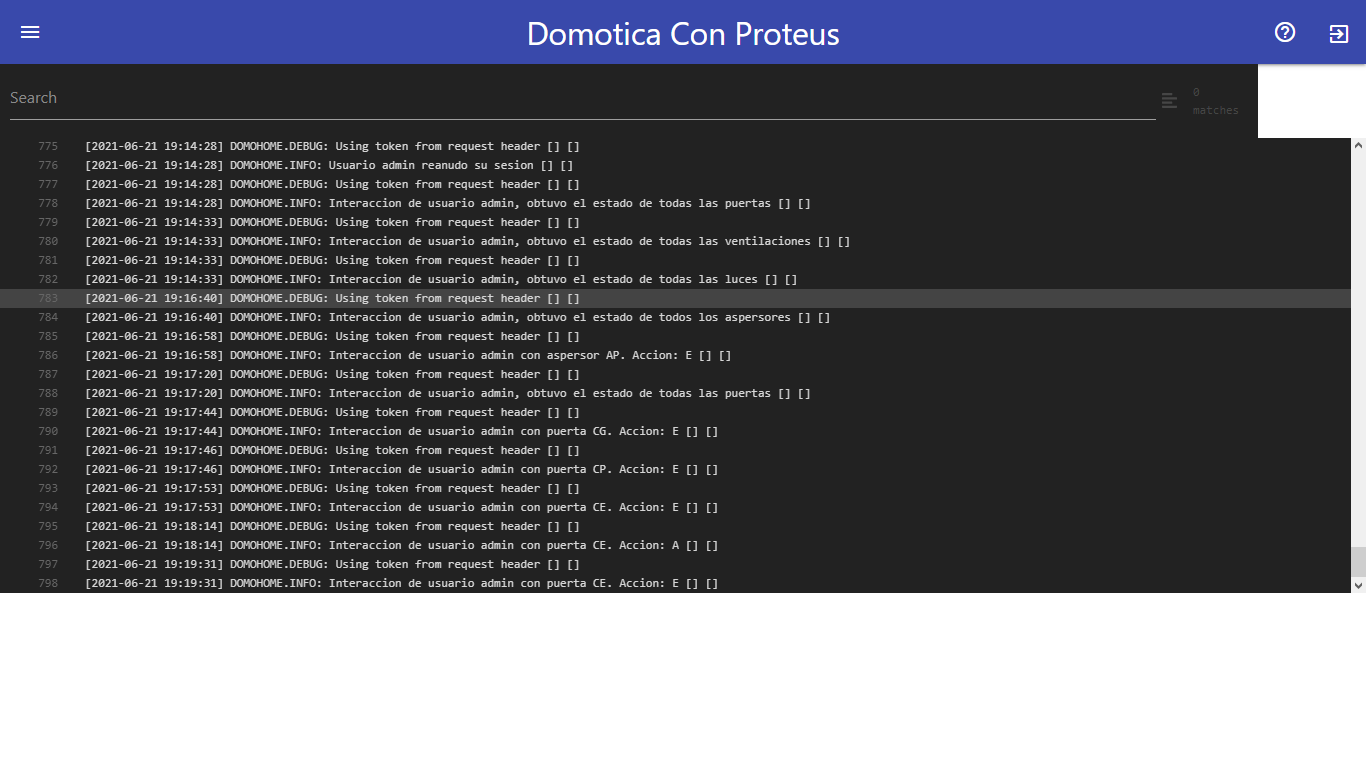 Domotica Con Proteus
Search
0
matches
775 [2021-06-21 19:14:28] DOMOHOME.DEBUG: Using token from request header [] []
776 [2021-06-21 19:14:28] DOMOHOME.INFO: Usuario admin reanudo su sesion [] []
777 [2021-06-21 19:14:28] DOMOHOME.DEBUG: Using token from request header [] []
778 [2021-06-21 19:14:28] DOMOHOME.INFO: Interaccion de usuario admin, obtuvo el estado de todas las puertas [] []
779 [2021-06-21 19:14:33] DOMOHOME.DEBUG: Using token from request header [] []
780 [2021-06-21 19:14:33] DOMOHOME.INFO: Interaccion de usuario admin, obtuvo el estado de todas las ventilaciones [] []
781 [2021-06-21 19:14:33] DOMOHOME.DEBUG: Using token from request header [] []
782 [2021-06-21 19:14:33] DOMOHOME.INFO: Interaccion de usuario admin, obtuvo el estado de todas las luces [] []
783 [2021-06-21 19:16:40] DOMOHOME.DEBUG: Using token from request header [] []
784 [2021-06-21 19:16:40] DOMOHOME.INFO: Interaccion de usuario admin, obtuvo el estado de todos los aspersores [] []
785 [2021-06-21 19:16:58] DOMOHOME.DEBUG: Using token from request header [] []
786 [2021-06-21 19:16:58] DOMOHOME.INFO: Interaccion de usuario admin con aspersor AP. Accion: E [] []
787 [2021-06-21 19:17:20] DOMOHOME.DEBUG: Using token from request header [] []
788 [2021-06-21 19:17:20] DOMOHOME.INFO: Interaccion de usuario admin, obtuvo el estado de todas las puertas [] []
789 [2021-06-21 19:17:44] DOMOHOME.DEBUG: Using token from request header [] []
790 [2021-06-21 19:17:44] DOMOHOME.INFO: Interaccion de usuario admin con puerta CG. Accion: E [] []
791 [2021-06-21 19:17:46] DOMOHOME.DEBUG: Using token from request header [] []
792 [2021-06-21 19:17:46] DOMOHOME.INFO: Interaccion de usuario admin con puerta CP. Accion: E [] []
793 [2021-06-21 19:17:53] DOMOHOME.DEBUG: Using token from request header [] []
794 [2021-06-21 19:17:53] DOMOHOME.INFO: Interaccion de usuario admin con puerta CE. Accion: E [] []
795 [2021-06-21 19:18:14] DOMOHOME.DEBUG: Using token from request header [] []
796 [2021-06-21 19:18:14] DOMOHOME.INFO: Interaccion de usuario admin con puerta CE. Accion: A [] []
797 [2021-06-21 19:19:31] DOMOHOME.DEBUG: Using token from request header [] []
798 [2021-06-21 19:19:31] DOMOHOME.INFO: Interaccion de usuario admin con puerta CE. Accion: E [] []